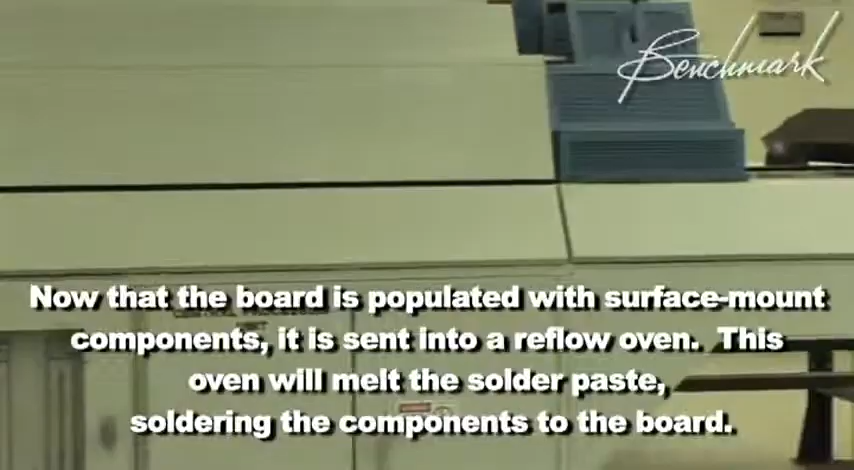 Benchmark
Now that the board is populated with surface-mount
components, it is sent into a reflow oven.  This
oven will melt the solder paste,
soldering the components to the board.